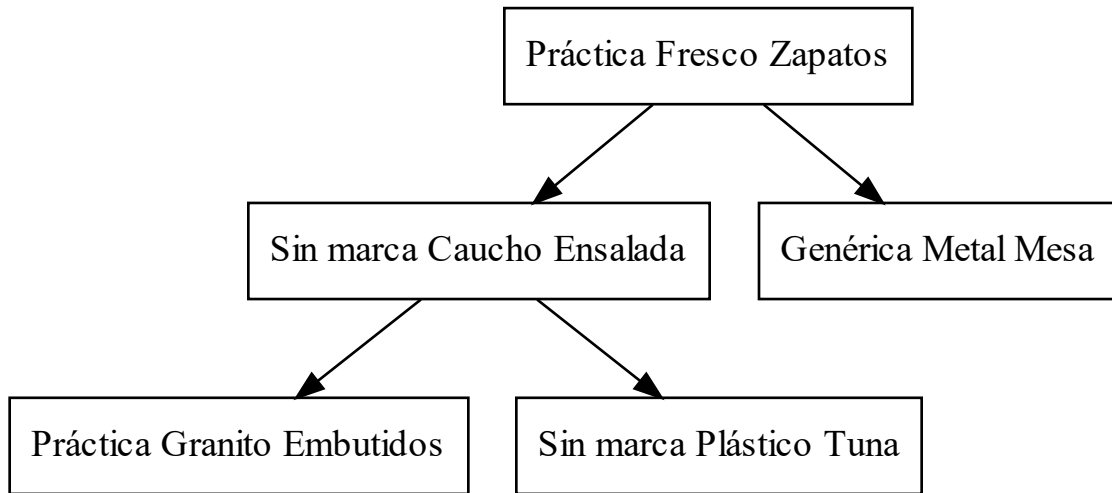 Práctica Fresco Zapatos
Sin marca Caucho Ensalada
Genérica Metal Mesa
Práctica Granito Embutidos
Sin marca Plástico Tuna